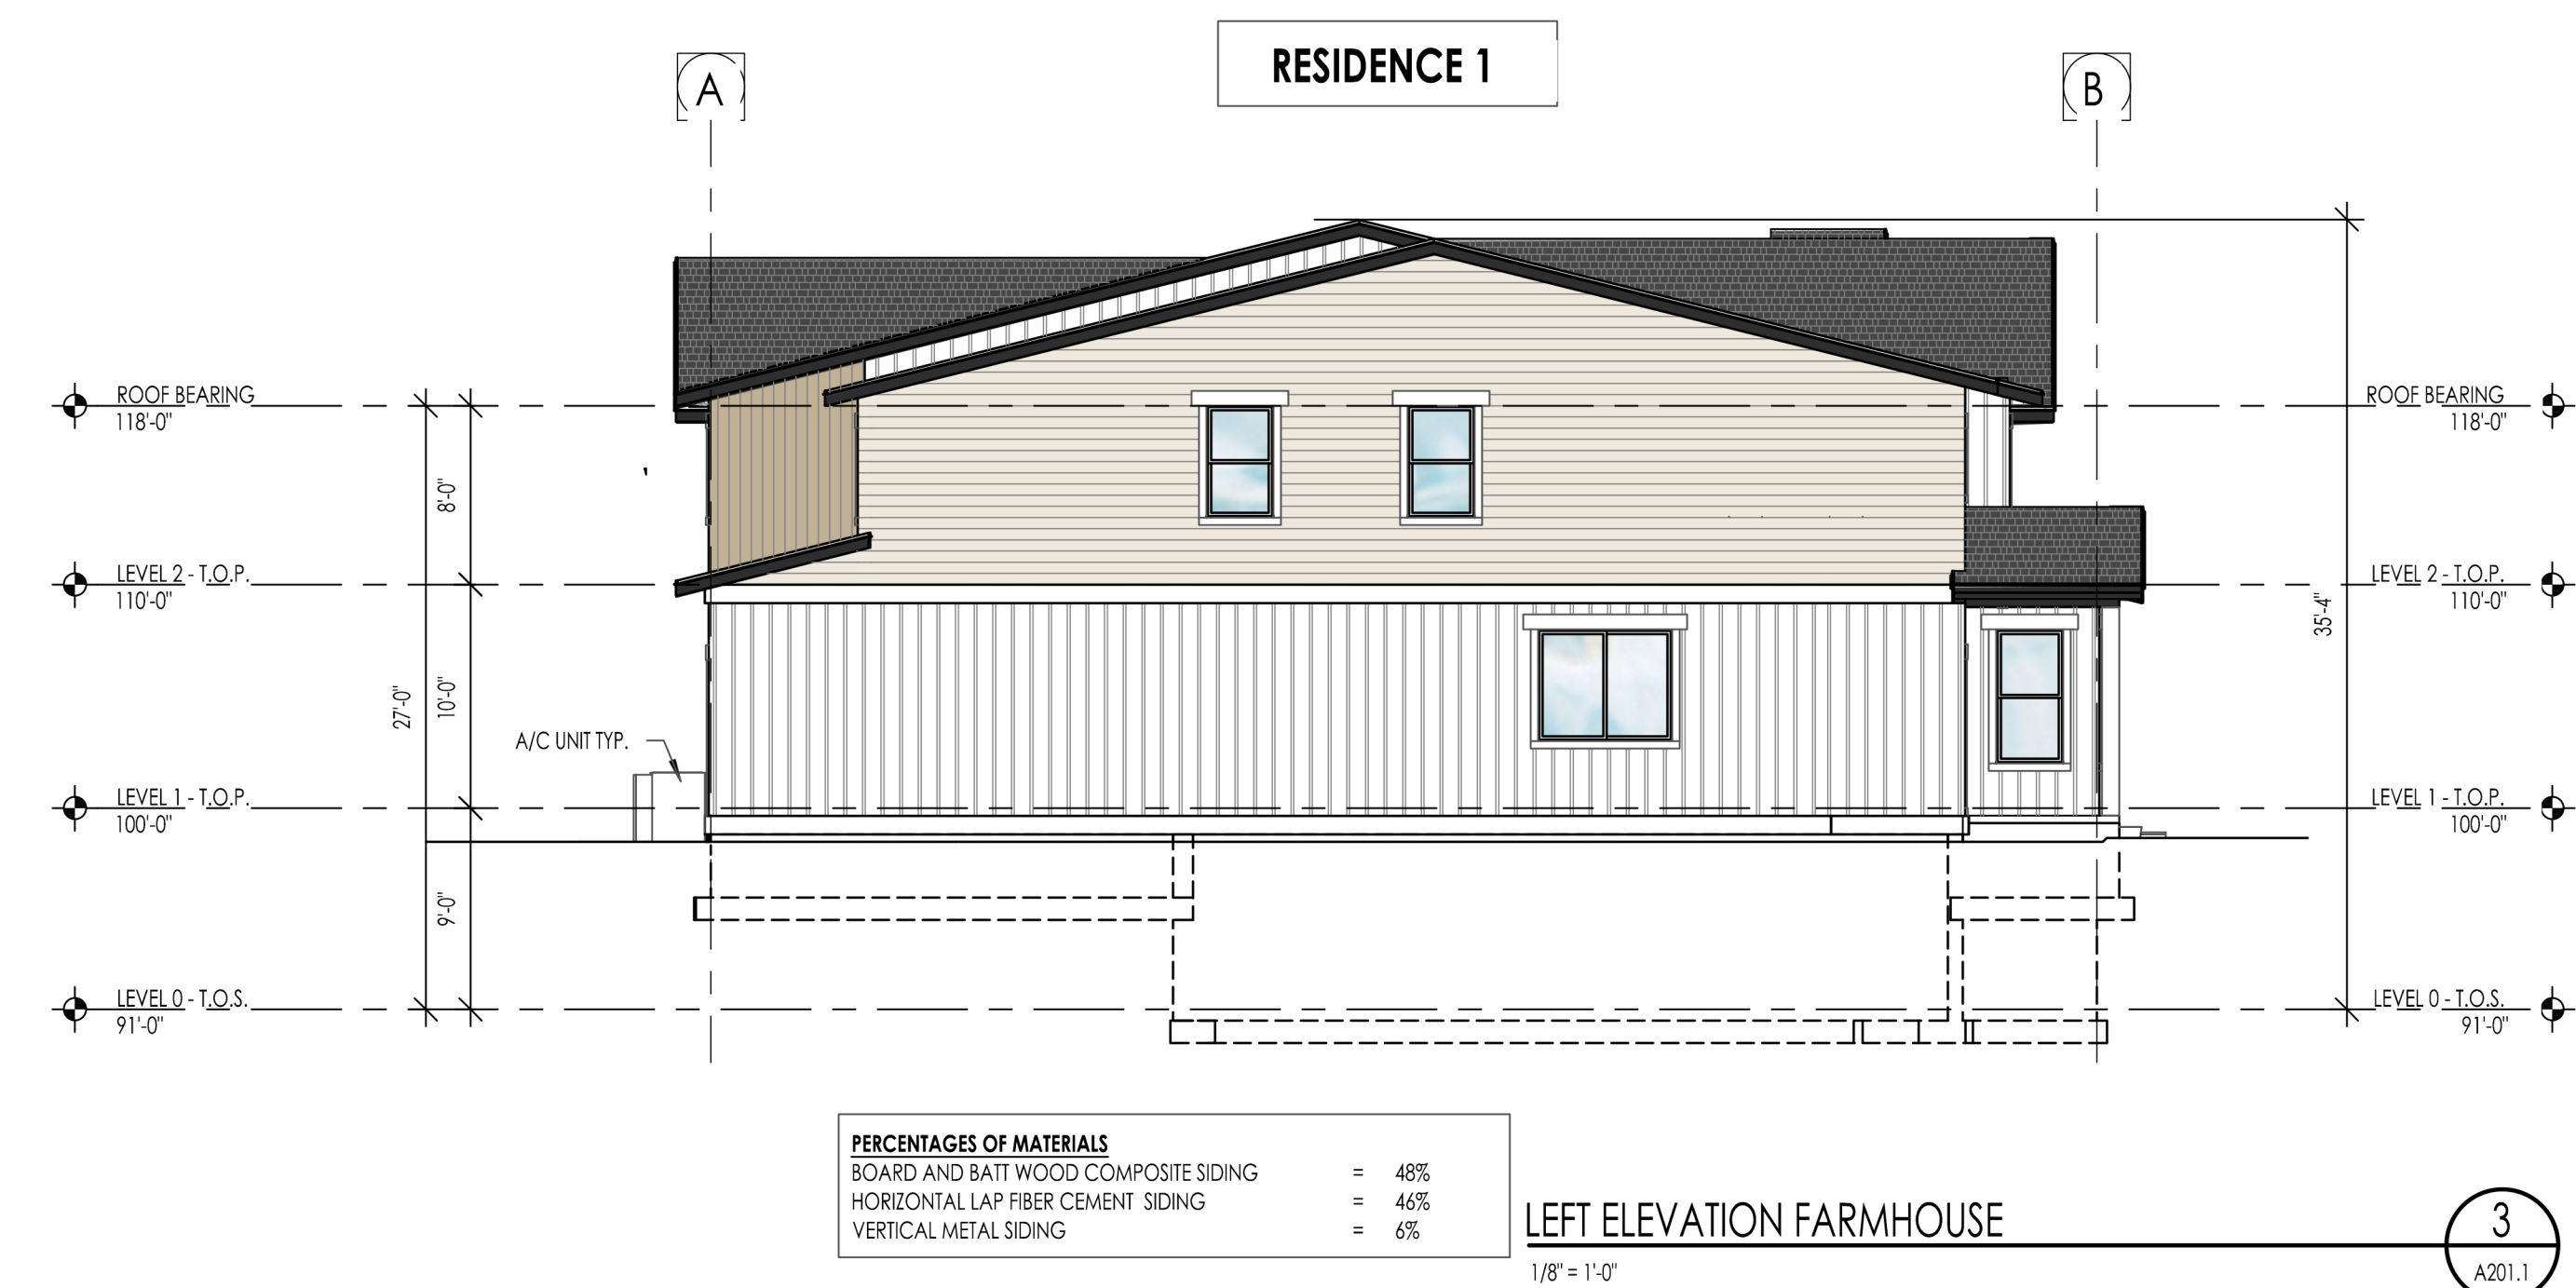 RESIDENCE 1
A
B
ROOF BEARING
118'-0"
ROOF BEARING
118'-0"
8'-0"
LEVEL 2 - T.O.P.
110'-0"
LEVEL 2 - T.O.P.
110'-0"
35'-4"
27'-0"
10'-0"
A/C UNIT TYP.
LEVEL 1 - T.O.P.
100'-0"
LEVEL 1 - T.O.P.
100'-0"
9'-0"
LEVEL 0 - T.O.S.
91'-0"
LEVEL 0 - T.O.S.
91'-0"
PERCENTAGES OF MATERIALS
BOARD AND BATT WOOD COMPOSITE SIDING = 48%
HORIZONTAL LAP FIBER CEMENT SIDING = 46%
VERTICAL METAL SIDING = 6%
LEFT ELEVATION FARMHOUSE
1/8" = 1'-0"
3
A201.1